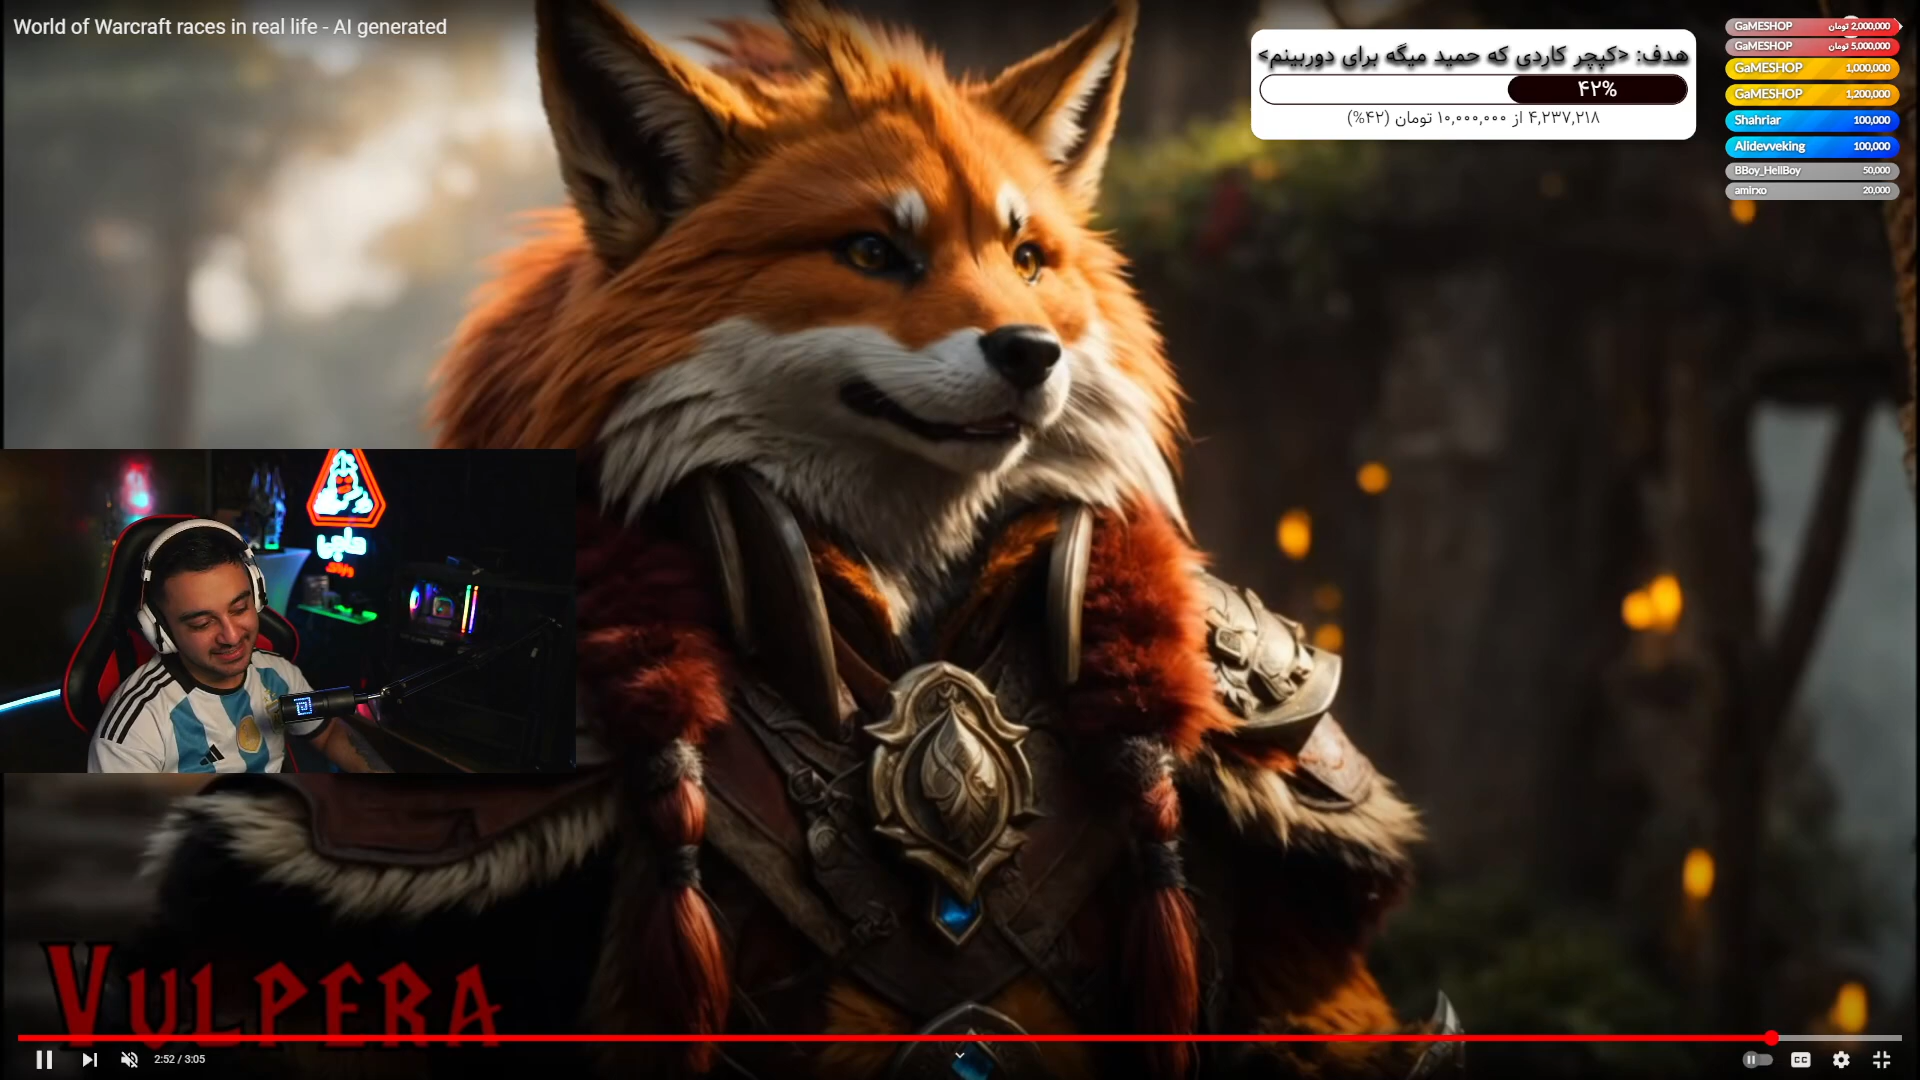 World of Warcraft races in real life - AI generated
هدف: <کپچر کاردی که حمید میگه برای دوربینم>
۴۲%
۴,۲۳۷,۲۱۸ از ۱۰,۰۰۰,۰۰۰ تومان (۴۲%)
GaMESHOP 2,000,000 تومان
GaMESHOP 5,000,000 تومان
GaMESHOP 1,000,000
GaMESHOP 1,200,000
Shahriar 100,000
Alidevveking 100,000
BBoy_HellBoy 50,000
amirxo 20,000
VULPERA
2:52 / 3:05
CC